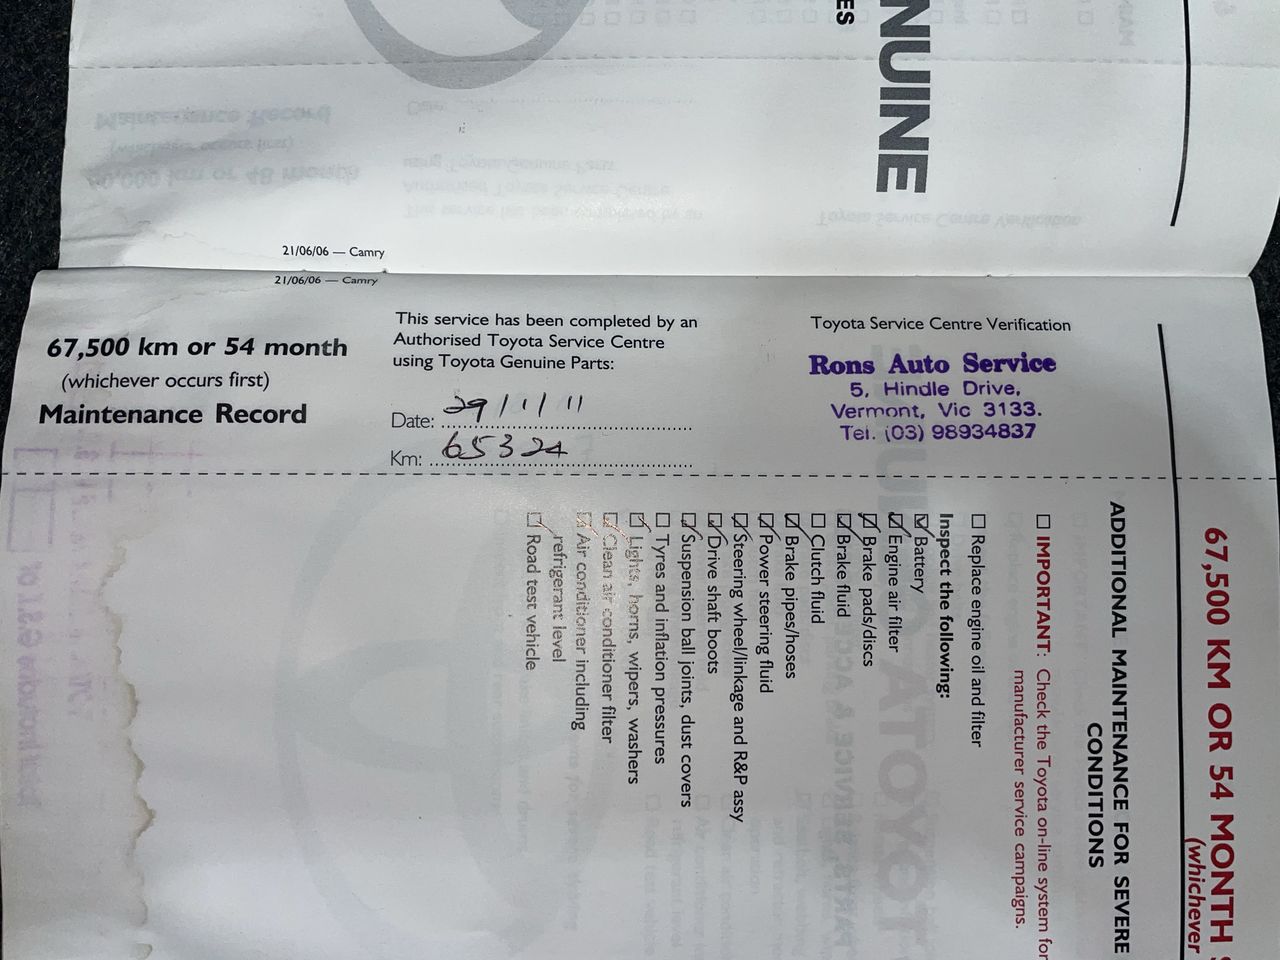 ES
NUINE
21/06/06 — Camry
21/06/06 — Camry
67,500 km or 54 month
(whichever occurs first)
Maintenance Record
This service has been completed by an
Authorised Toyota Service Centre
using Toyota Genuine Parts:
Date: 29/1/11
Km: 65324
Toyota Service Centre Verification
Rons Auto Service
5, Hindle Drive,
Vermont, Vic 3133.
Tel. (03) 98934837
67,500 KM OR 54 MONTH S
(whichever
ADDITIONAL MAINTENANCE FOR SEVERE
CONDITIONS
IMPORTANT: Check the Toyota on-line system for
manufacturer service campaigns.
Replace engine oil and filter
Inspect the following:
Battery
Engine air filter
Brake pads/discs
Brake fluid
Clutch fluid
Brake pipes/hoses
Power steering fluid
Steering wheel/linkage and R&P assy
Drive shaft boots
Suspension ball joints, dust covers
Tyres and inflation pressures
Lights, horns, wipers, washers
Clean air conditioner filter
Air conditioner including
refrigerant level
Road test vehicle